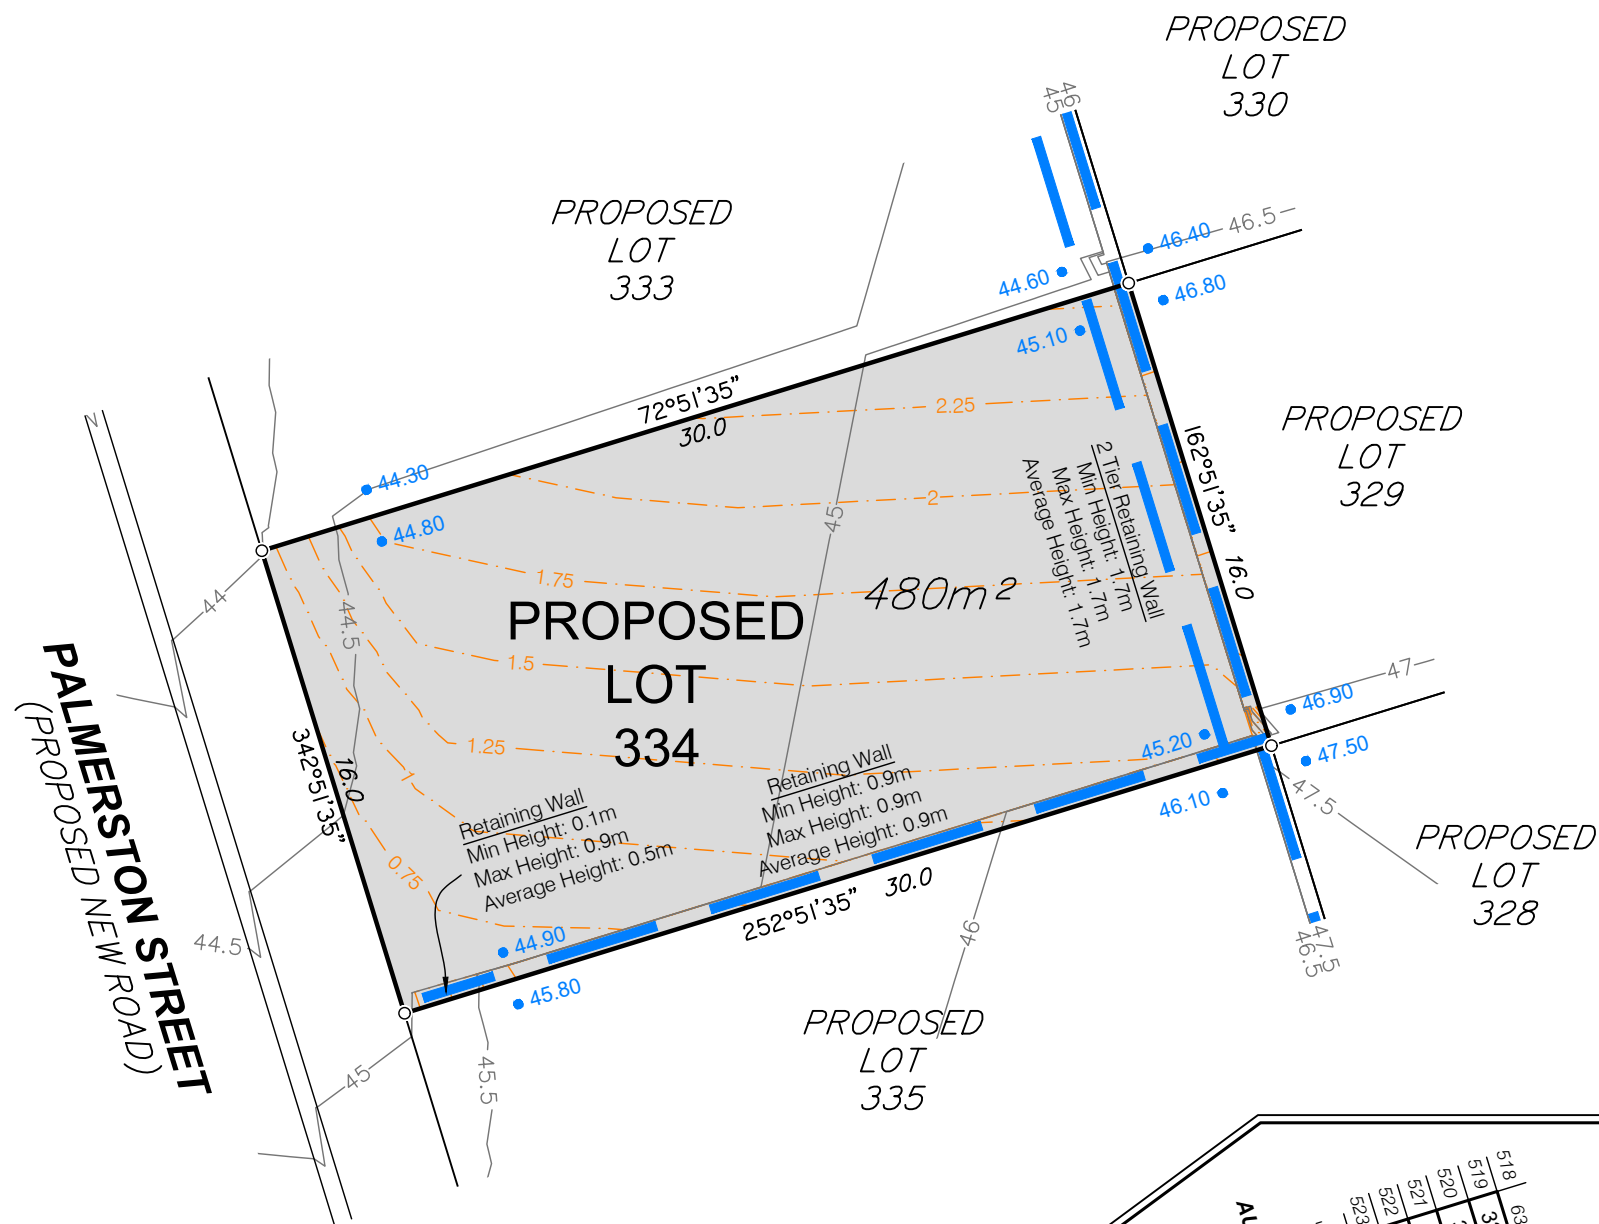 PROPOSED
LOT
330
46
45
46.40
46.5
PROPOSED
LOT
333
44.60
46.80
45.10
72°51'35"
30.0
2.25
PROPOSED
LOT
329
162°51'35"
16.0
44.30
44.80
2
45
2 Tier Retaining Wall
Min Height: 1.7m
Max Height: 1.7m
Average Height: 1.7m
1.75
480m²
44
44.5
PROPOSED
LOT
334
1.5
1.25
1
0.75
47
46.90
45.20
47.50
46.10
47.5
342°51'35"
16.0
Retaining Wall
Min Height: 0.1m
Max Height: 0.9m
Average Height: 0.5m
Retaining Wall
Min Height: 0.9m
Max Height: 0.9m
Average Height: 0.9m
PALMERSTON STREET
(PROPOSED NEW ROAD)
252°51'35"
30.0
PROPOSED
LOT
328
44.5
44.90
45.80
46
47.5
46.5
PROPOSED
LOT
335
45
45.5
518
519
520
521
522
523
63